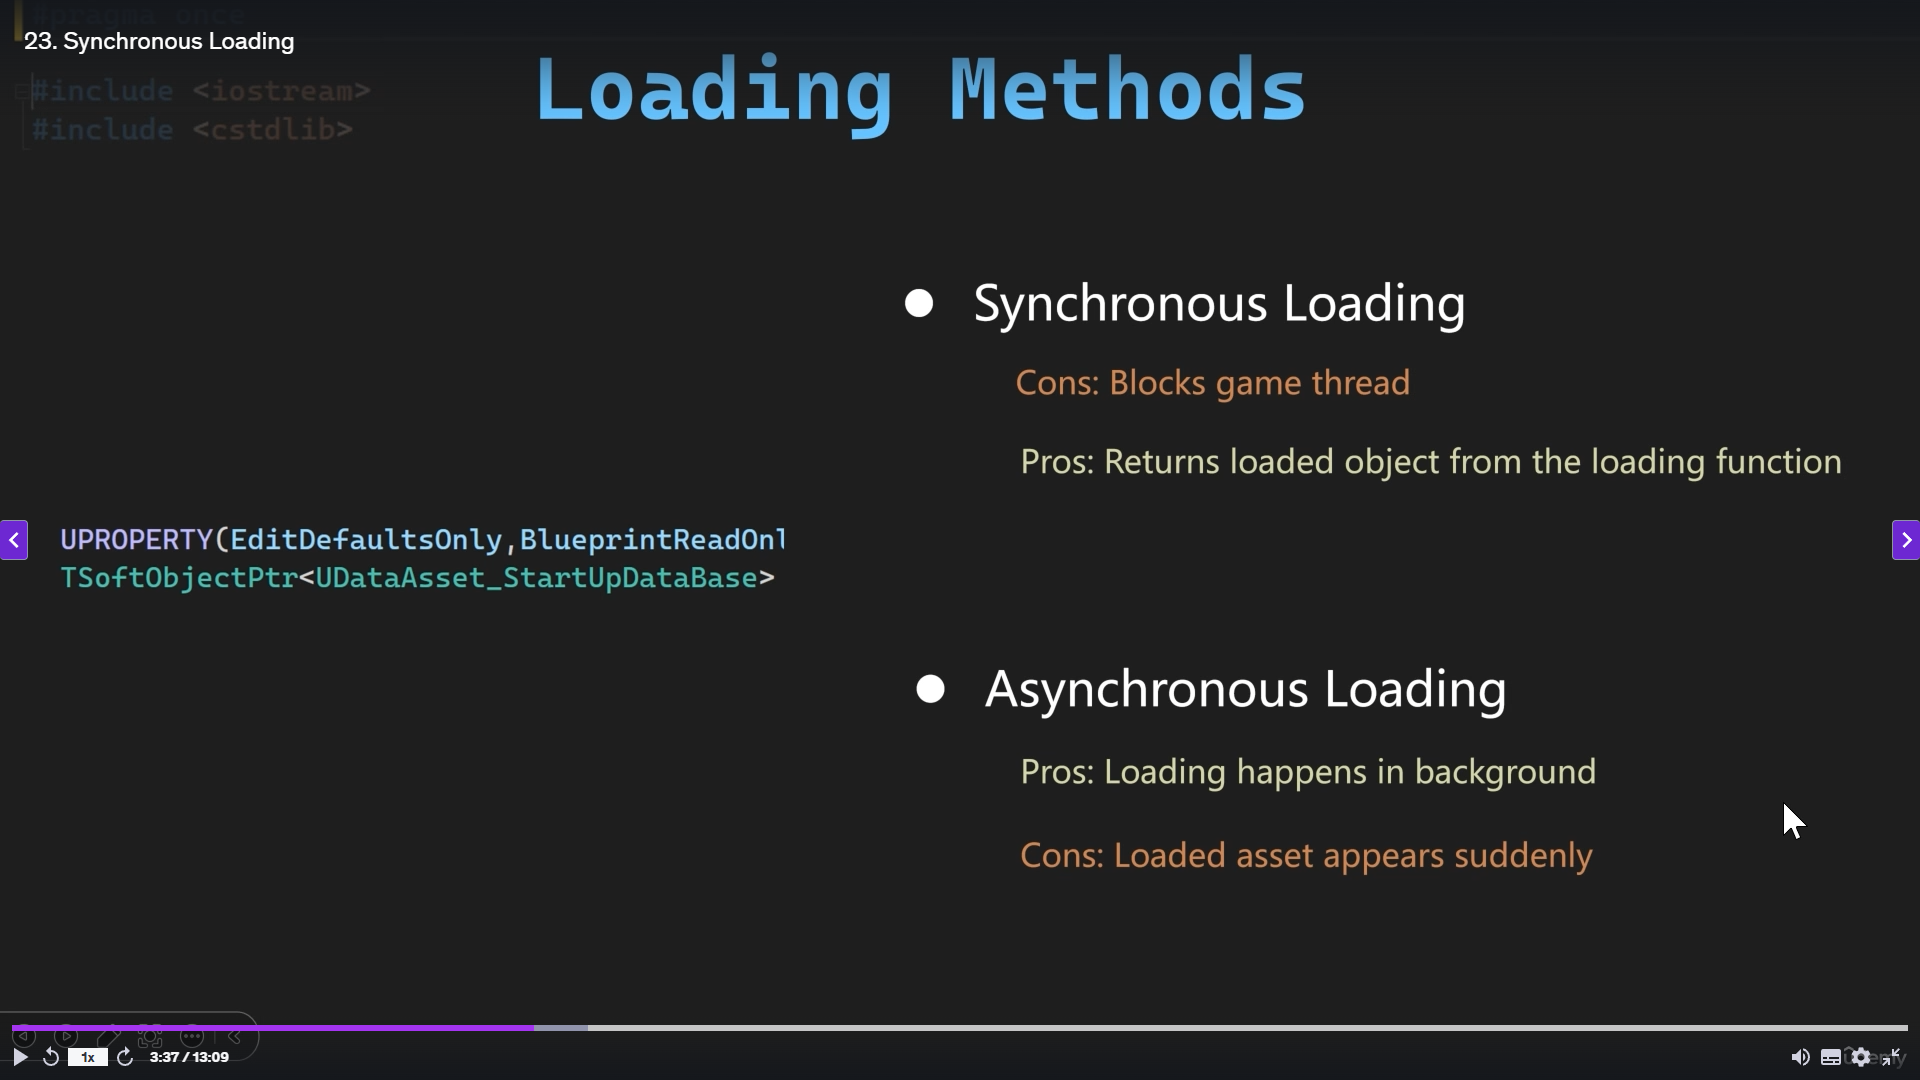 #pragma once
23. Synchronous Loading
#include <iostream>
#include <cstdlib>
Loading Methods
● Synchronous Loading
Cons: Blocks game thread
Pros: Returns loaded object from the loading function
UPROPERTY(EditDefaultsOnly,BlueprintReadOnl
TSoftObjectPtr<UDataAsset_StartUpDataBase>
● Asynchronous Loading
Pros: Loading happens in background
Cons: Loaded asset appears suddenly
1x
3:37 / 13:09
ûdemy